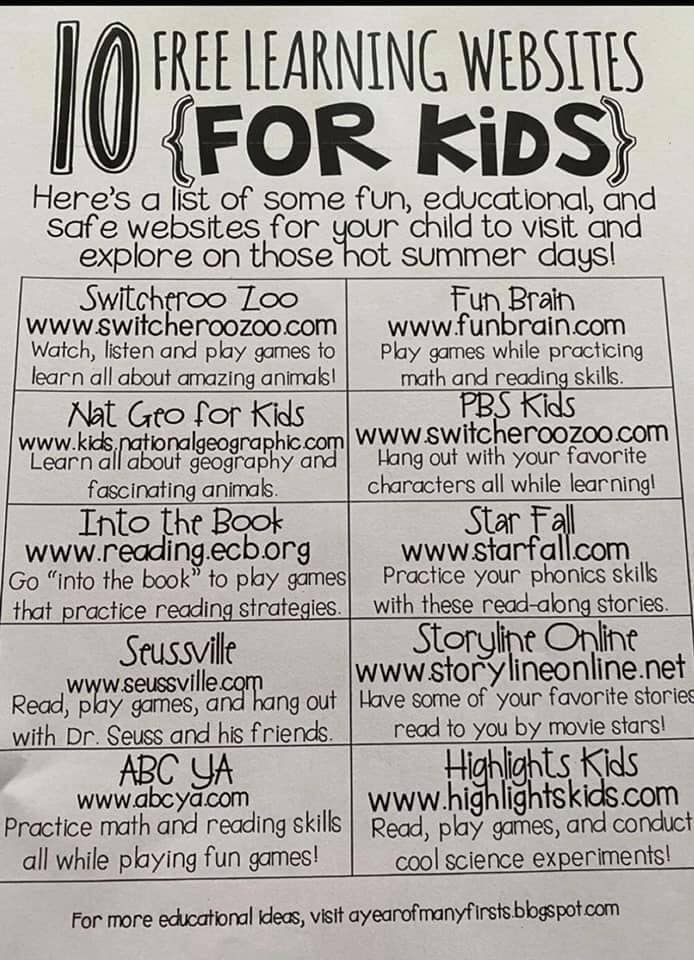 10 FREE LEARNING WEBSITES
{FOR KiDS}
Here's a list of some fun, educational, and
safe websites for your child to visit and
explore on those hot summer days!
Switcheroo Zoo
www.switcheroozoo.com
Watch, listen and play games to
learn all about amazing animals!
Fun Brain
www.funbrain.com
Play games while practicing
math and reading skills.
Nat Geo for Kids
www.kids.nationalgeographic.com
Learn all about geography and
fascinating animals.
PBS Kids
www.switcheroozoo.com
Hang out with your favorite
characters all while learning!
Into the Book
www.reading.ecb.org
Go "into the book" to play games
that practice reading strategies.
Star Fall
www.starfall.com
Practice your phonics skills
with these read-along stories.
Seussville
www.seussville.com
Read, play games, and hang out
with Dr. Seuss and his friends.
Storyline Online
www.storylineonline.net
Have some of your favorite stories
read to you by movie stars!
ABC YA
www.abcya.com
Practice math and reading skills
all while playing fun games!
Highlights Kids
www.highlightskids.com
Read, play games, and conduct
cool science experiments!
For more educational ideas, visit ayearofmanyfirsts.blogspot.com